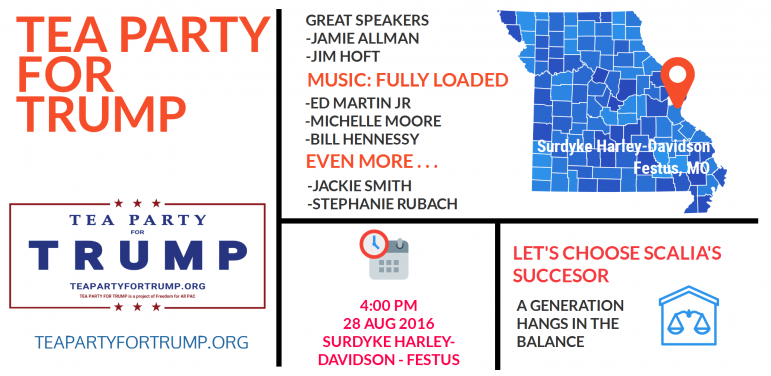 TEA PARTY
FOR
TRUMP
TEA PARTY
FOR
TRUMP
TEAPARTYFORTRUMP.ORG
TEA PARTY FOR TRUMP is a project of Freedom for All PAC
TEAPARTYFORTRUMP.ORG
GREAT SPEAKERS
-JAMIE ALLMAN
-JIM HOFT
MUSIC: FULLY LOADED
-ED MARTIN JR
-MICHELLE MOORE
-BILL HENNESSY
EVEN MORE . . .
-JACKIE SMITH
-STEPHANIE RUBACH
Surdyke Harley-Davidson
Festus, MO
4:00 PM
28 AUG 2016
SURDYKE HARLEY-
DAVIDSON - FESTUS
LET'S CHOOSE SCALIA'S
SUCCESOR
A GENERATION
HANGS IN THE
BALANCE